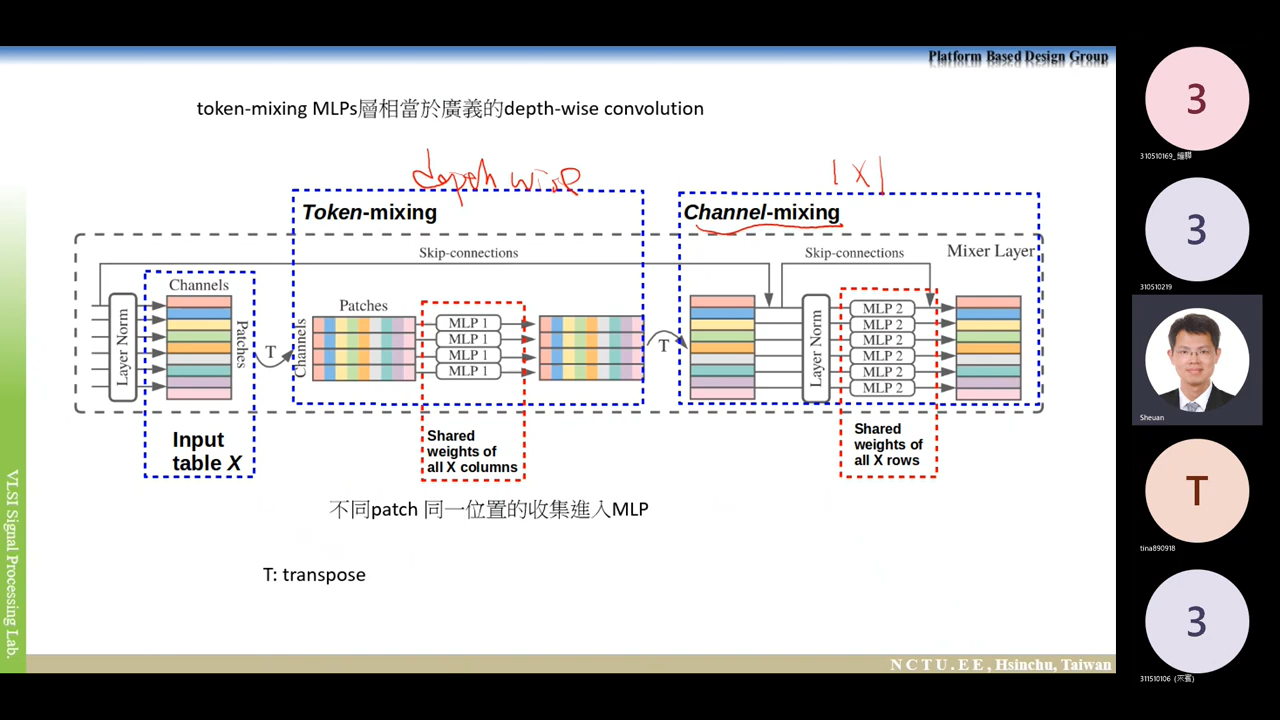 Platform Based Design Group
token-mixing MLPs層相當於廣義的depth-wise convolution
depth wise
1x1
Token-mixing
Channel-mixing
Skip-connections
Skip-connections
Mixer Layer
Channels
Patches
Layer Norm
Patches
T
Channels
MLP 1
MLP 1
MLP 1
MLP 1
T
Layer Norm
MLP 2
MLP 2
MLP 2
MLP 2
MLP 2
MLP 2
Input
table X
Shared
weights of
all X columns
Shared
weights of
all X rows
不同patch 同一位置的收集進入MLP
T: transpose
VLSI Signal Processing Lab.
NCTU.EE, Hsinchu, Taiwan
3
310510169_
3
310510219
Sheuan
T
tina890918
3
311510106